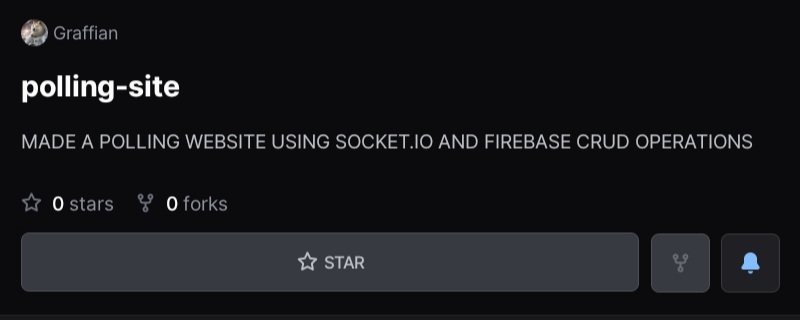 Graffian
polling-site
MADE A POLLING WEBSITE USING SOCKET.IO AND FIREBASE CRUD OPERATIONS
0 stars 0 forks
STAR